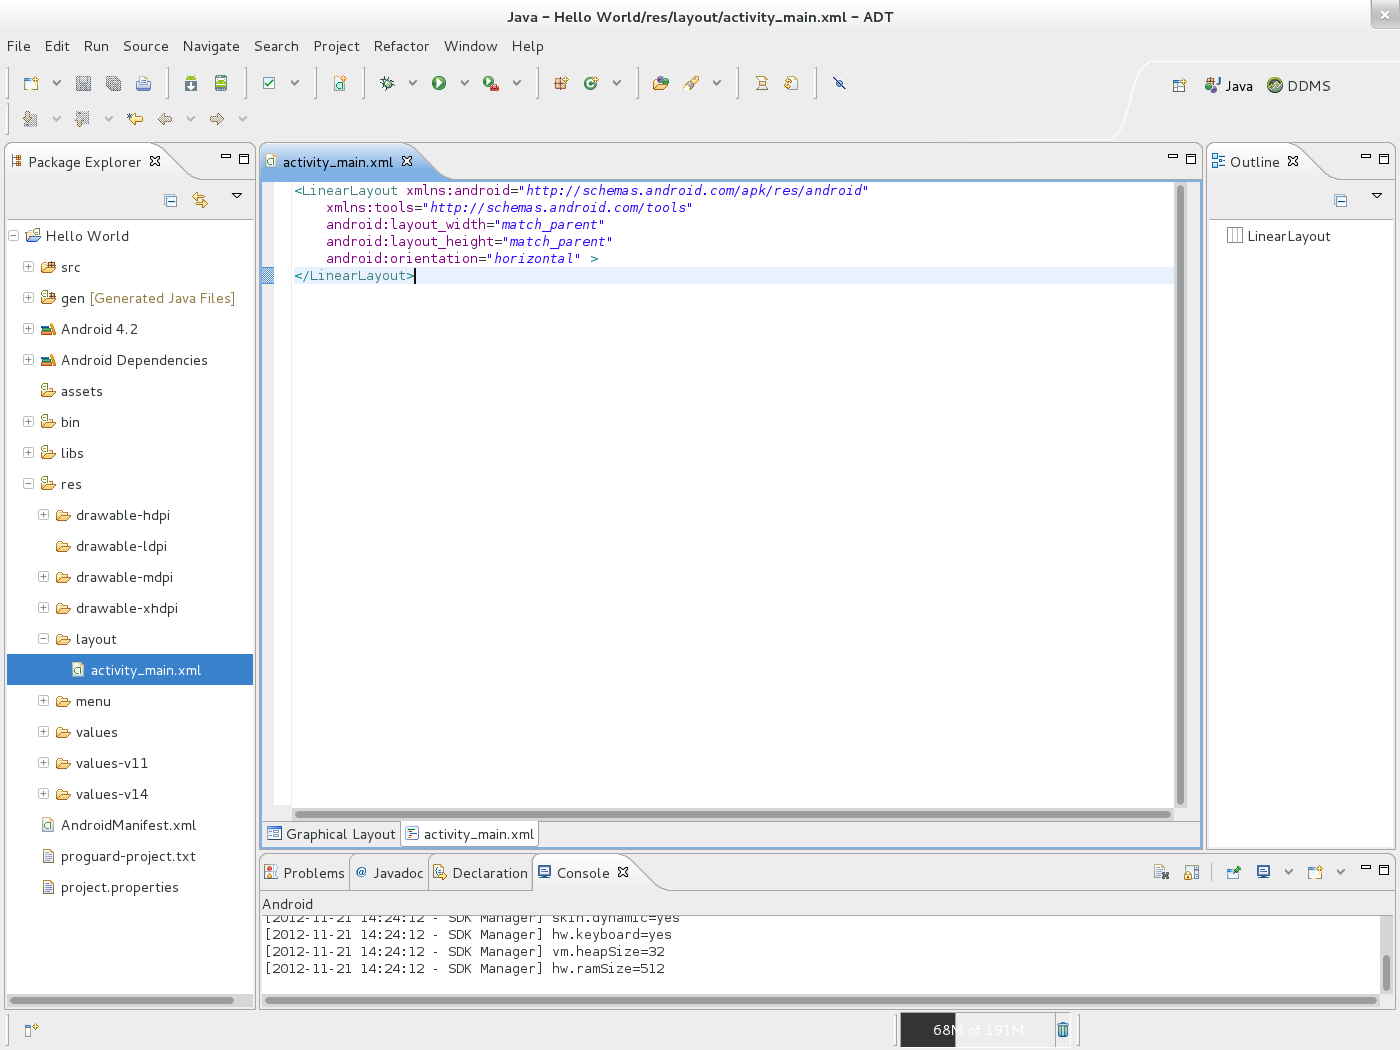 Java – Hello World/res/layout/activity_main.xml – ADT
File Edit Run Source Navigate Search Project Refactor Window Help
Java DDMS
Package Explorer
Hello World
src
gen [Generated Java Files]
Android 4.2
Android Dependencies
assets
bin
libs
res
drawable-hdpi
drawable-ldpi
drawable-mdpi
drawable-xhdpi
layout
activity_main.xml
menu
values
values-v11
values-v14
AndroidManifest.xml
proguard-project.txt
project.properties
activity_main.xml
<LinearLayout xmlns:android="http://schemas.android.com/apk/res/android"
    xmlns:tools="http://schemas.android.com/tools"
    android:layout_width="match_parent"
    android:layout_height="match_parent"
    android:orientation="horizontal" >
</LinearLayout>
Graphical Layout activity_main.xml
Outline
LinearLayout
Problems @ Javadoc Declaration Console
Android
[2012-11-21 14:24:12 - SDK Manager] skin.dynamic=yes
[2012-11-21 14:24:12 - SDK Manager] hw.keyboard=yes
[2012-11-21 14:24:12 - SDK Manager] vm.heapSize=32
[2012-11-21 14:24:12 - SDK Manager] hw.ramSize=512
68M of 191M